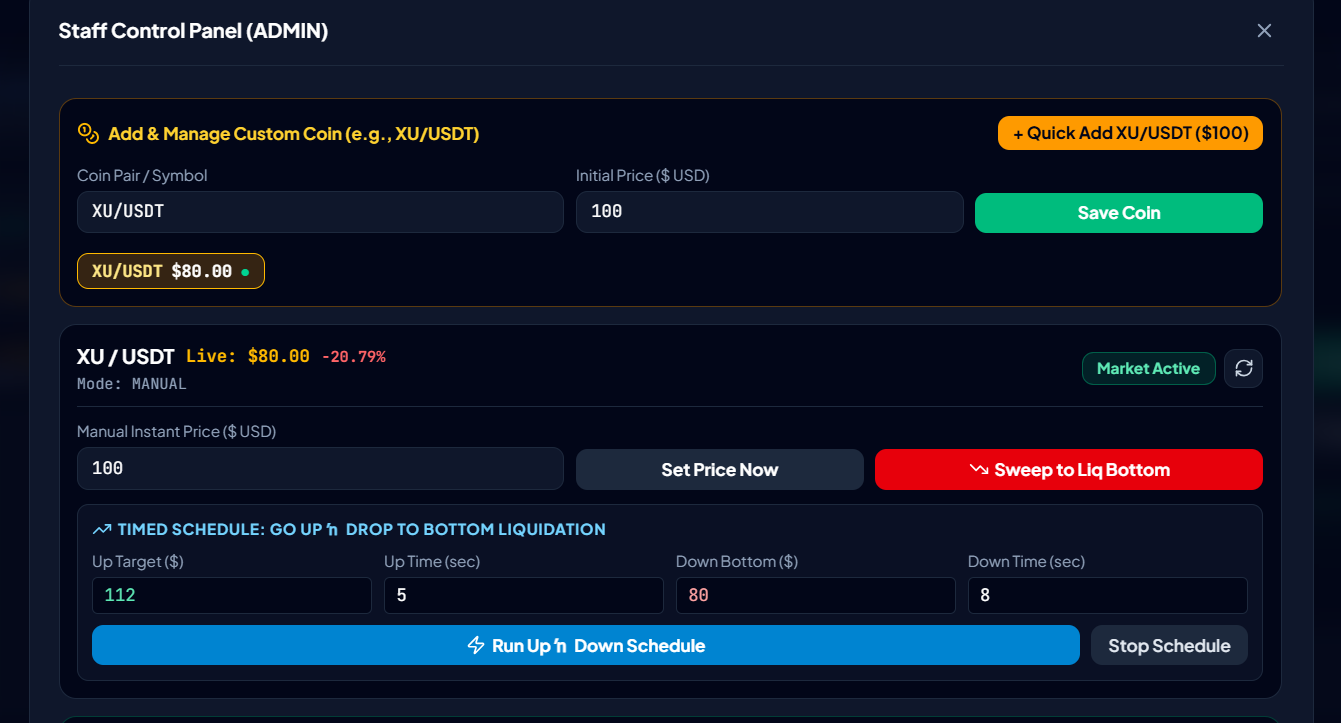 Staff Control Panel (ADMIN)
Add & Manage Custom Coin (e.g., XU/USDT)
+ Quick Add XU/USDT ($100)
Coin Pair / Symbol
Initial Price ($ USD)
XU/USDT
100
Save Coin
XU/USDT $80.00
XU / USDT Live: $80.00 -20.79%
Mode: MANUAL
Market Active
Manual Instant Price ($ USD)
100
Set Price Now
Sweep to Liq Bottom
TIMED SCHEDULE: GO UP DROP TO BOTTOM LIQUIDATION
Up Target ($)
Up Time (sec)
Down Bottom ($)
Down Time (sec)
112
5
80
8
Run Up Down Schedule
Stop Schedule